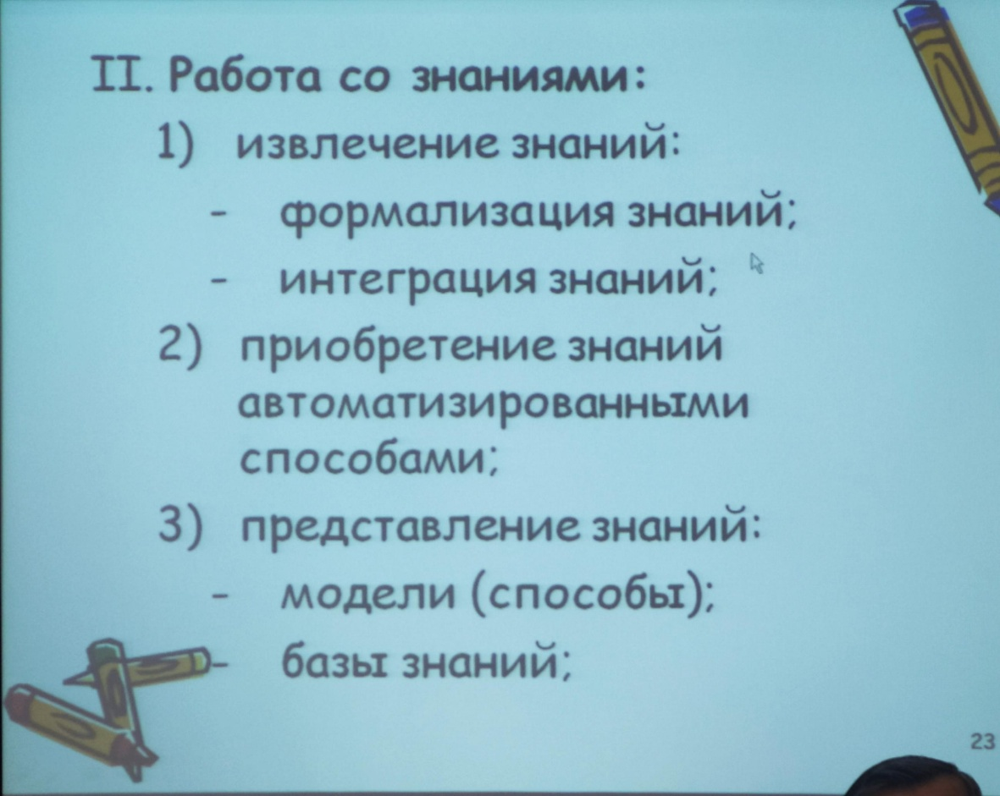 II. Работа со знаниями:
1) извлечение знаний:
- формализация знаний;
- интеграция знаний;
2) приобретение знаний
автоматизированными
способами;
3) представление знаний:
- модели (способы);
- базы знаний;
23